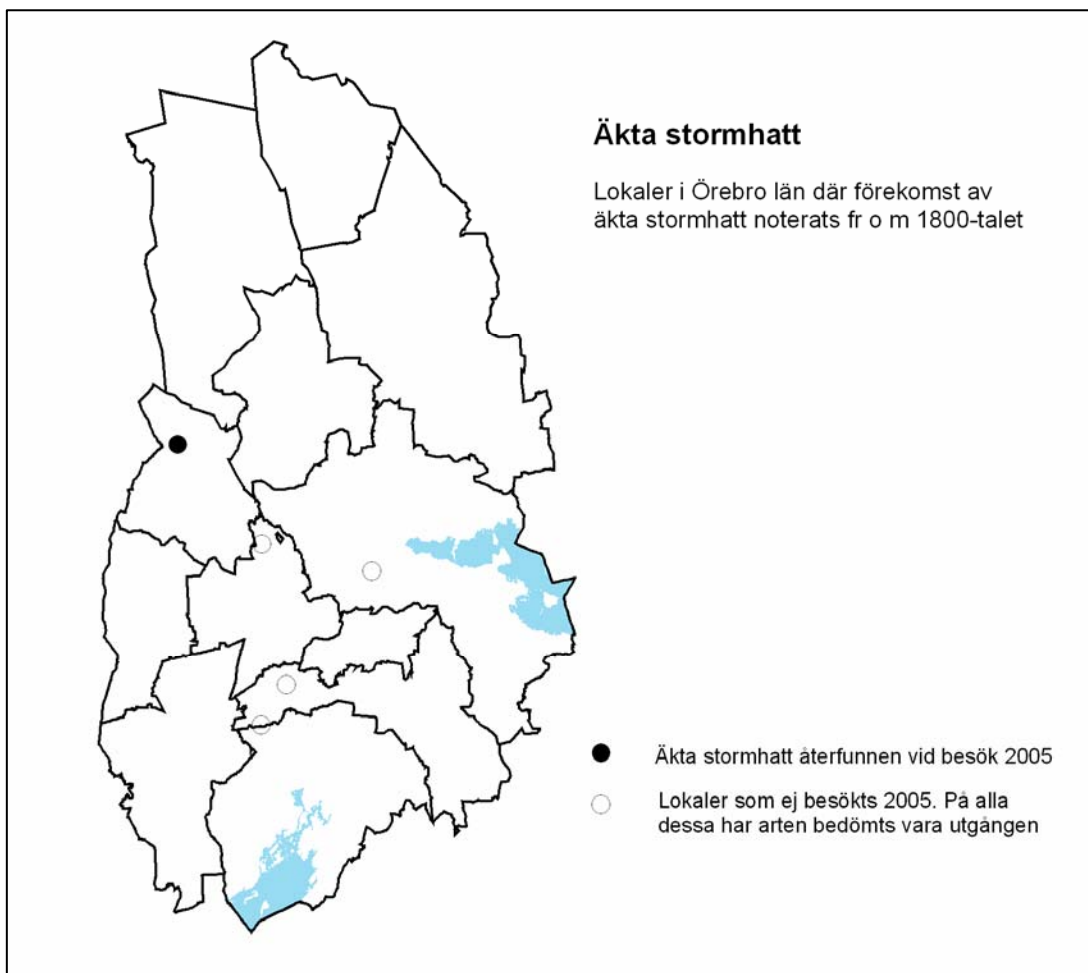 Äkta stormhatt
Lokaler i Örebro län där förekomst av
äkta stormhatt noterats fr o m 1800-talet
Äkta stormhatt återfunnen vid besök 2005
Lokaler som ej besökts 2005. På alla
dessa har arten bedömts vara utgången